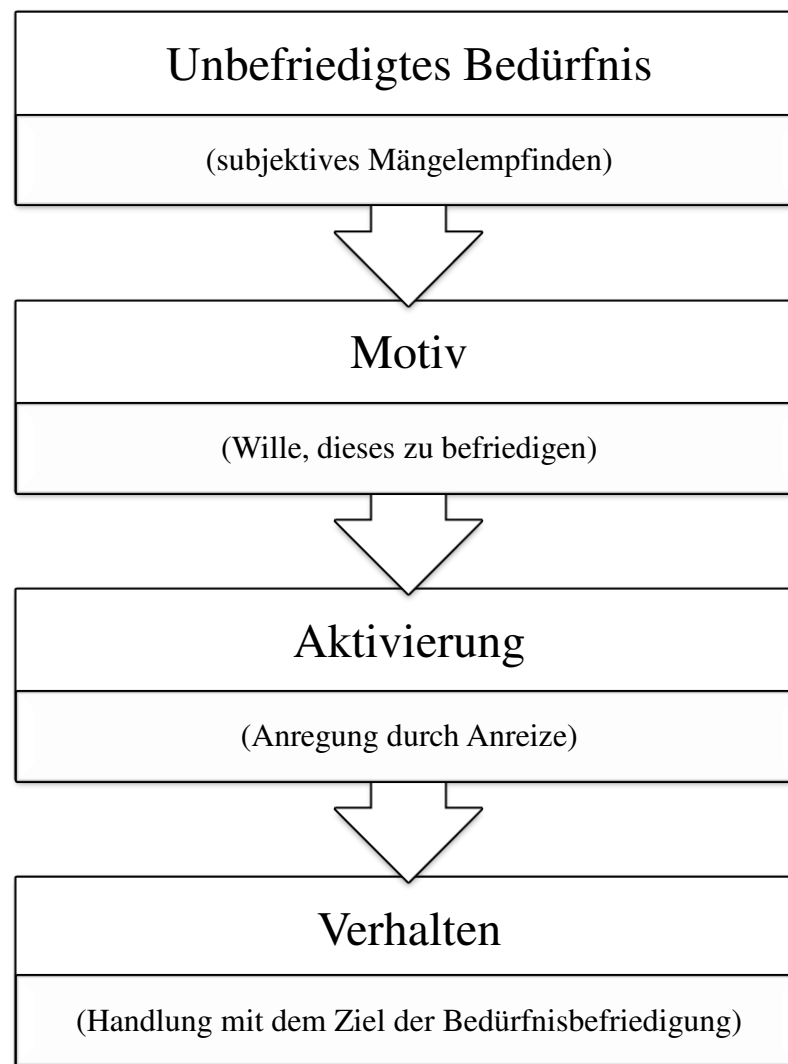 Unbefriedigtes Bedürfnis
(subjektives Mängelempfinden)
Motiv
(Wille, dieses zu befriedigen)
Aktivierung
(Anregung durch Anreize)
Verhalten
(Handlung mit dem Ziel der Bedürfnisbefriedigung)